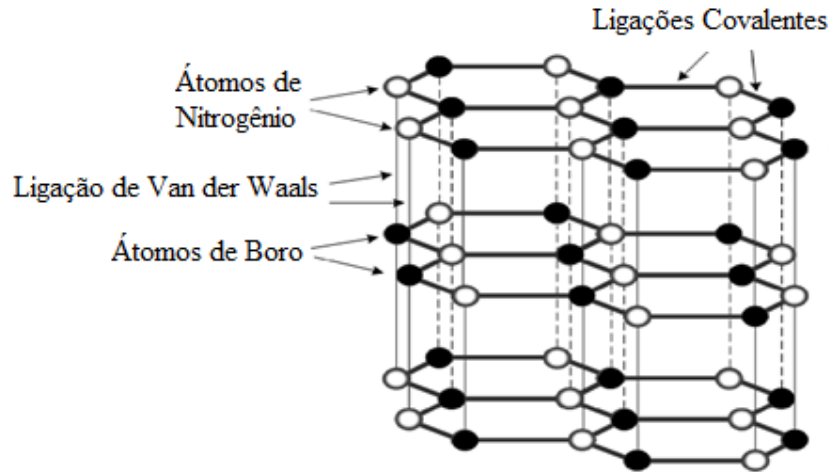 Ligações Covalentes
Átomos de
Nitrogênio
Ligação de Van der Waals
Átomos de Boro